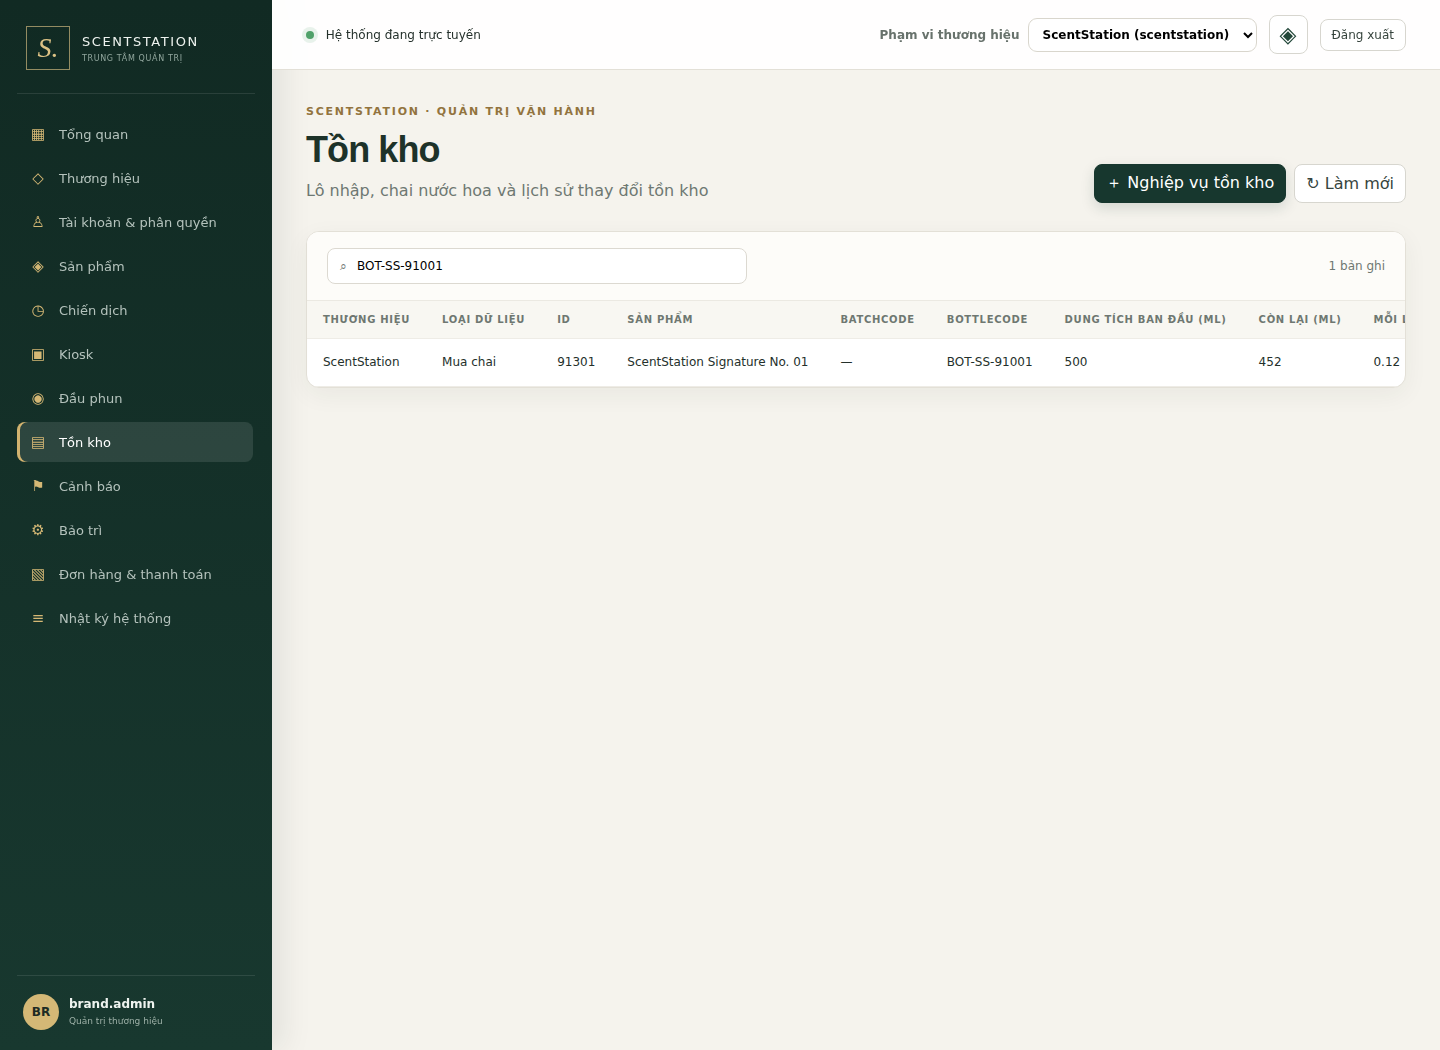 S.
SCENTSTATION
TRUNG TÂM QUẢN TRỊ
Tổng quan
Thương hiệu
Tài khoản & phân quyền
Sản phẩm
Chiến dịch
Kiosk
Đầu phun
Tồn kho
Cảnh báo
Bảo trì
Đơn hàng & thanh toán
Nhật ký hệ thống
BR
brand.admin
Quản trị thương hiệu
Hệ thống đang trực tuyến
Phạm vi thương hiệu
ScentStation (scentstation)
Đăng xuất
SCENTSTATION · QUẢN TRỊ VẬN HÀNH
Tồn kho
Lô nhập, chai nước hoa và lịch sử thay đổi tồn kho
+ Nghiệp vụ tồn kho
↻ Làm mới
BOT-SS-91001
1 bản ghi
THƯƠNG HIỆU LOẠI DỮ LIỆU ID SẢN PHẨM BATCHCODE BOTTLECODE DUNG TÍCH BAN ĐẦU (ML) CÒN LẠI (ML) MỖI
ScentStation Mua chai 91301 ScentStation Signature No. 01 — BOT-SS-91001 500 452 0.12